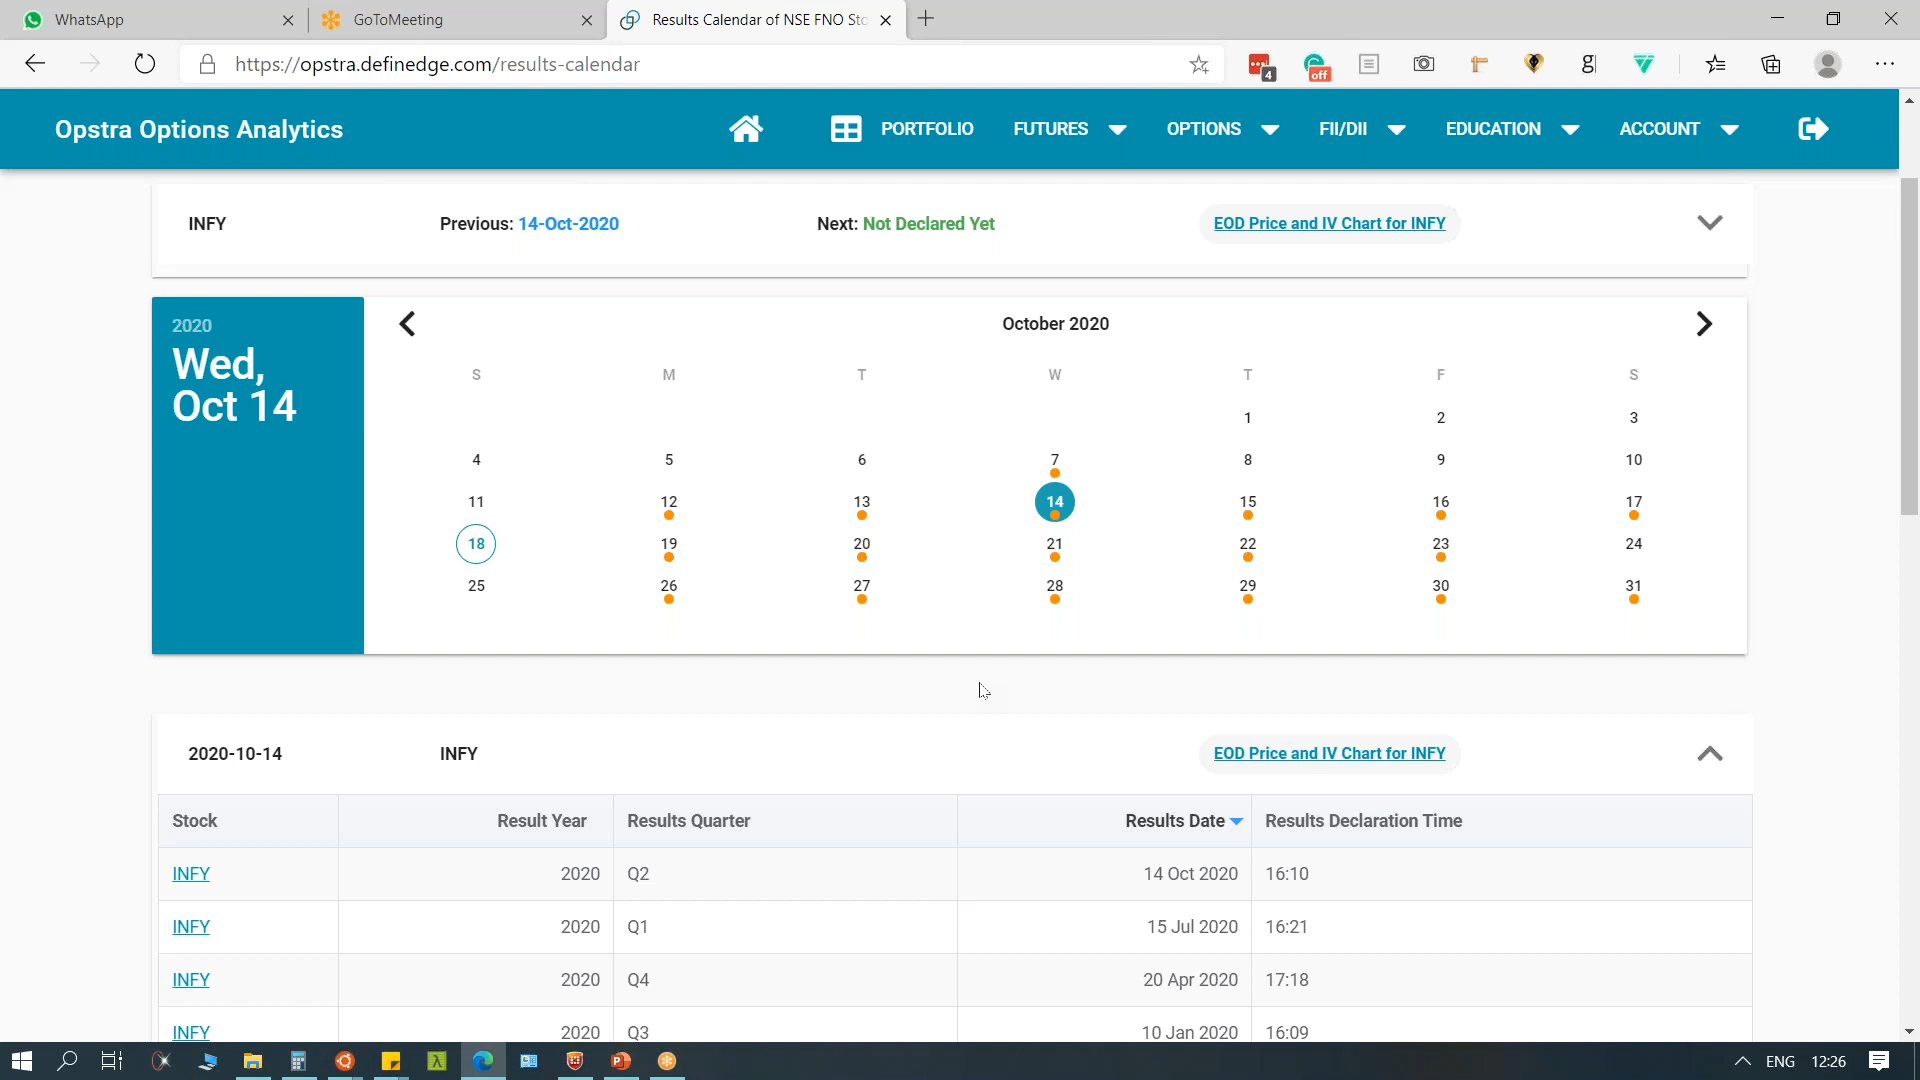 WhatsApp
GoToMeeting
Results Calendar of NSE FNO Sto
https://opstra.definedge.com/results-calendar
4
off
g
Opstra Options Analytics
PORTFOLIO
FUTURES
OPTIONS
FII/DII
EDUCATION
ACCOUNT
INFY
Previous: 14-Oct-2020
Next: Not Declared Yet
EOD Price and IV Chart for INFY
2020
Wed,
Oct 14
October 2020
S M T W T F S
1 2 3
4 5 6 7 8 9 10
11 12 13 14 15 16 17
18 19 20 21 22 23 24
25 26 27 28 29 30 31
2020-10-14 INFY EOD Price and IV Chart for INFY
Stock Result Year Results Quarter Results Date Results Declaration Time
INFY 2020 Q2 14 Oct 2020 16:10
INFY 2020 Q1 15 Jul 2020 16:21
INFY 2020 Q4 20 Apr 2020 17:18
INFY 2020 Q3 10 Jan 2020 16:09
ENG 12:26